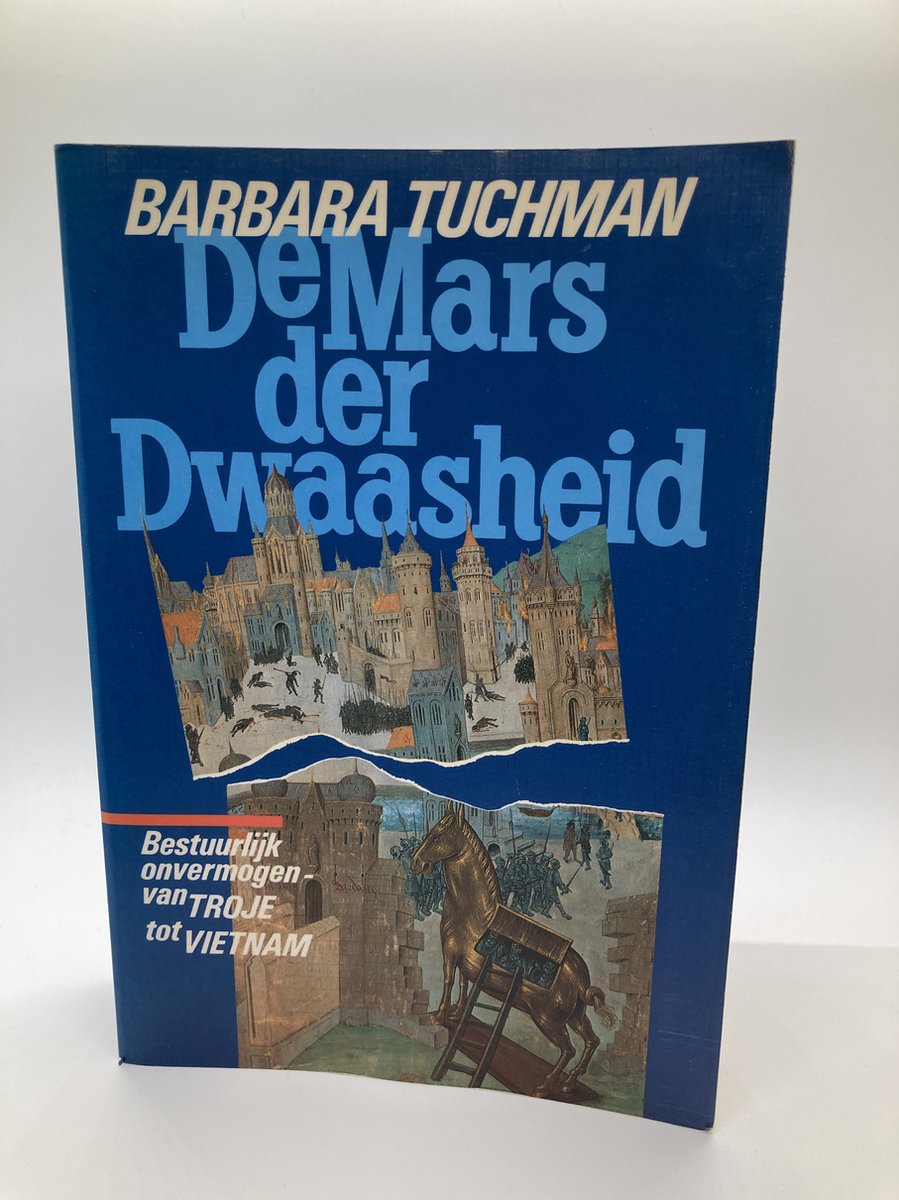 BARBARA TUCHMAN
De Mars
der
Dwaasheid
Bestuurlijk
onvermogen -
van TROJE
tot VIETNAM